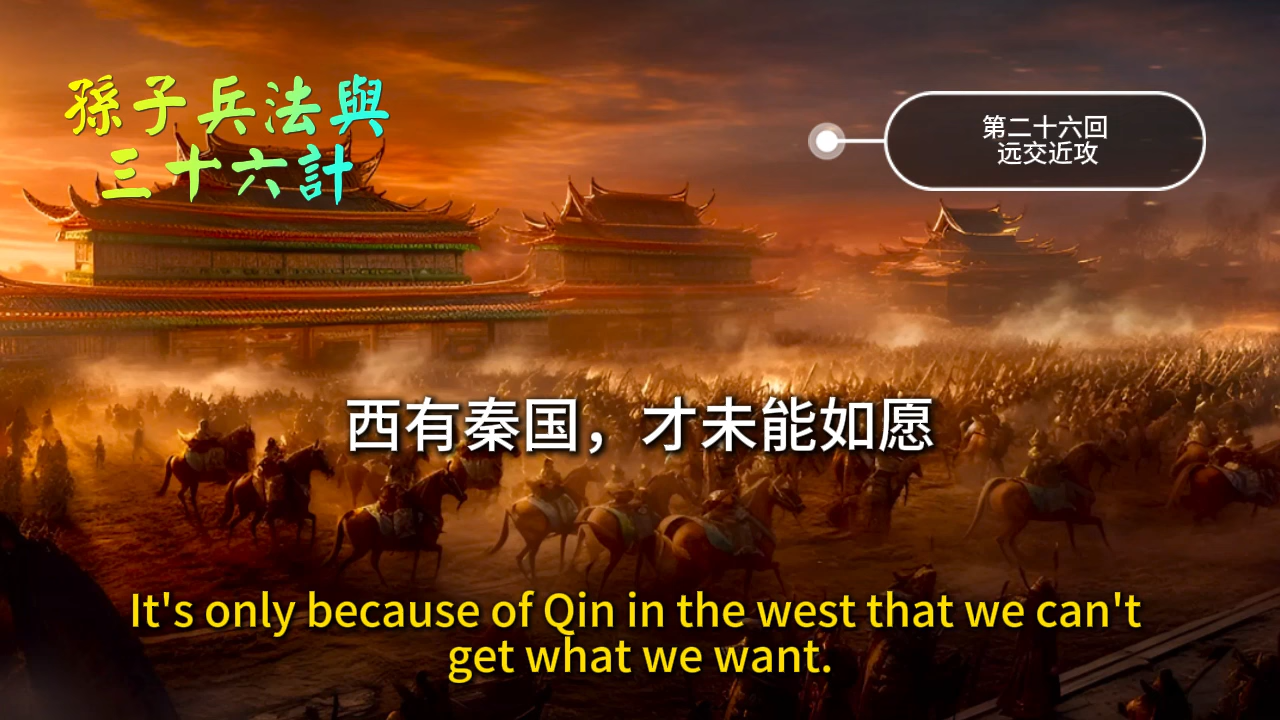 孫子兵法與
三十六計
第二十六回
远交近攻
西有秦国，才未能如愿
It's only because of Qin in the west that we can't
get what we want.